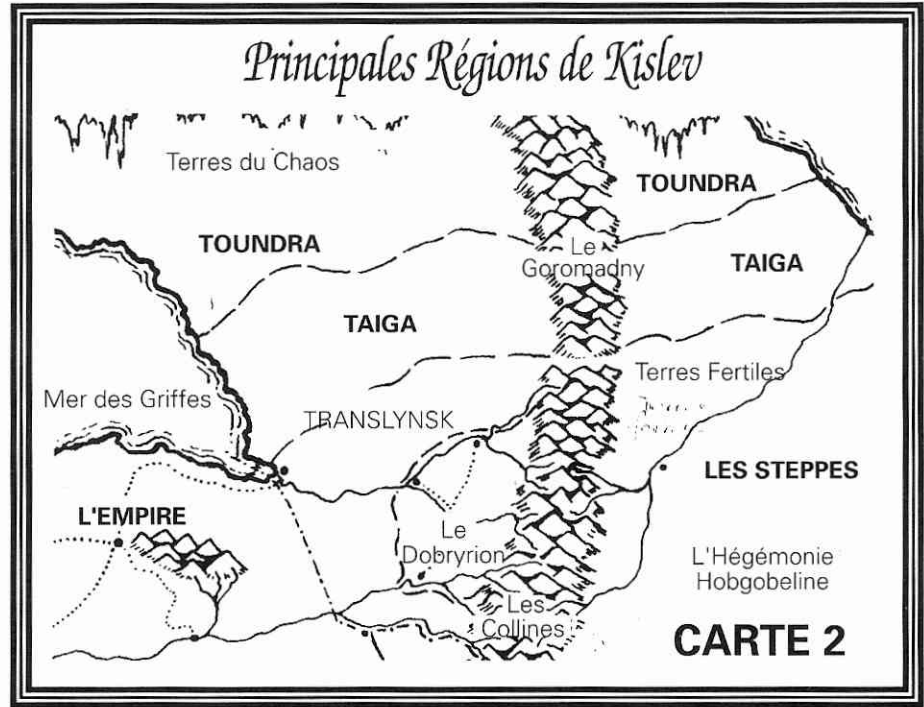 Principales Régions de Kislev
Terres du Chaos
TOUNDRA
TOUNDRA
Le
Goromadny
TAIGA
TAIGA
Mer des Griffes
TRANSLYNSK
Terres Fertiles
LES STEPPES
L'EMPIRE
Le
Dobryrion
L'Hégémonie
Hobgobeline
Les
Collines
CARTE 2